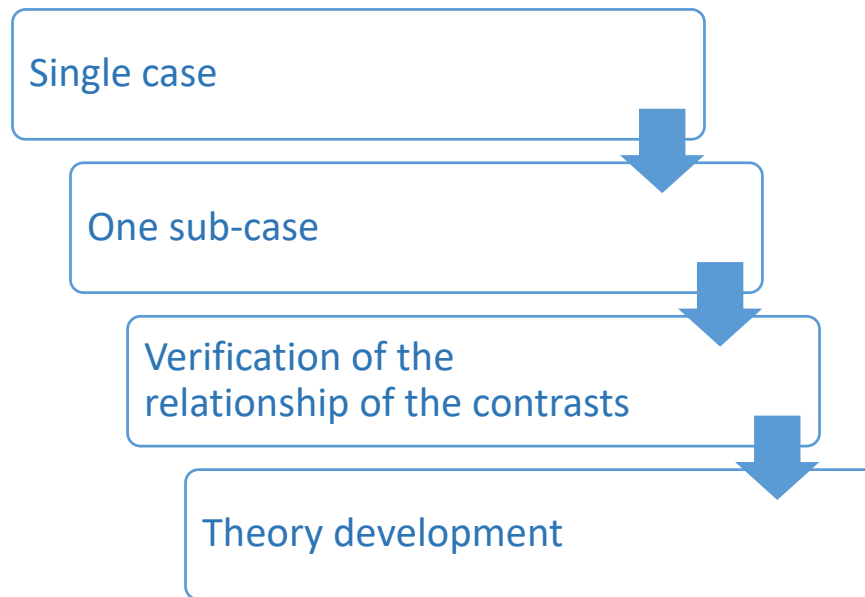 Single case
One sub-case
Verification of the
relationship of the contrasts
Theory development